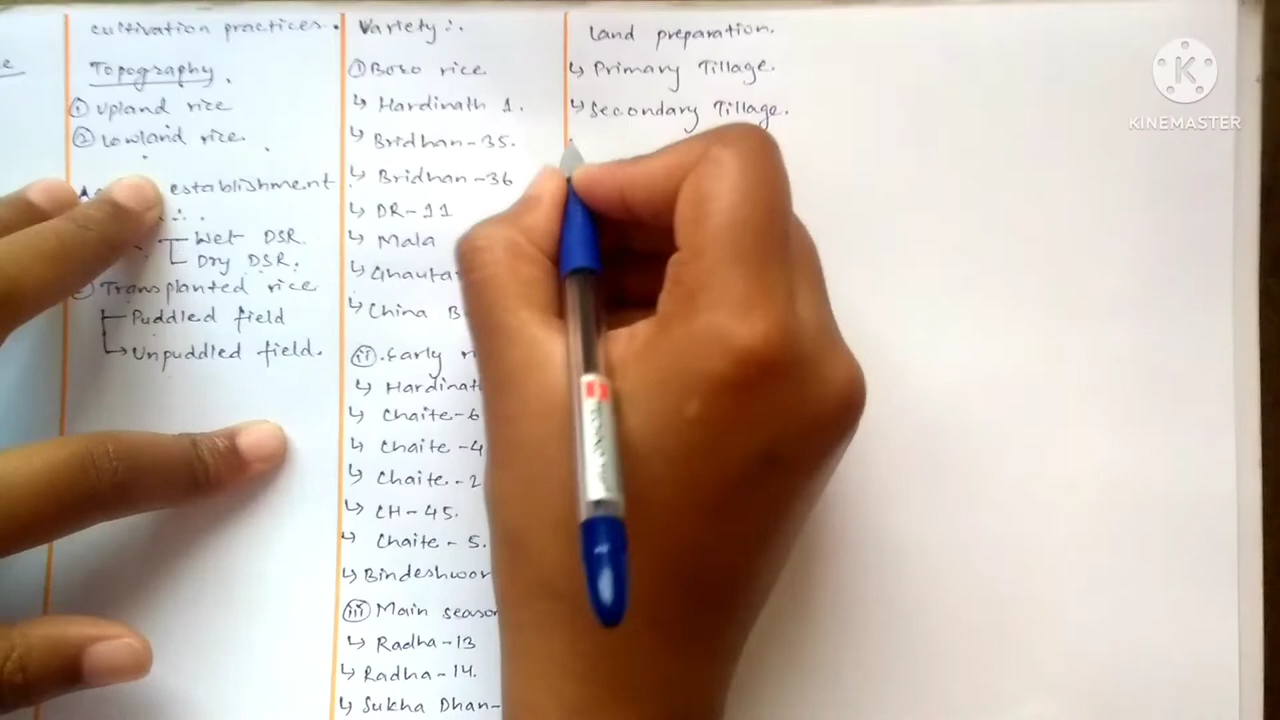 cultivation practices.
Topography.
① Upland rice
② Lowland rice.
establishment
Wet DSR.
Dry DSR.
Transplanted rice
Puddled field
Unpuddled field.
Variety:.
① Boro rice
↳ Hardinath 1.
↳ Bridhan-35.
↳ Bridhan-36
↳ DR-11
↳ Mala
↳ China
ii. Early
↳ Chaite-6
↳ Chaite-4
↳ Chaite-2
↳ CH-45.
↳ Chaite-5.
iii Main season
↳ Radha-13
↳ Radha-14.
↳ Sukha Dhan-
Land preparation.
↳ Primary Tillage.
↳ Secondary Tillage.
KINEMASTER